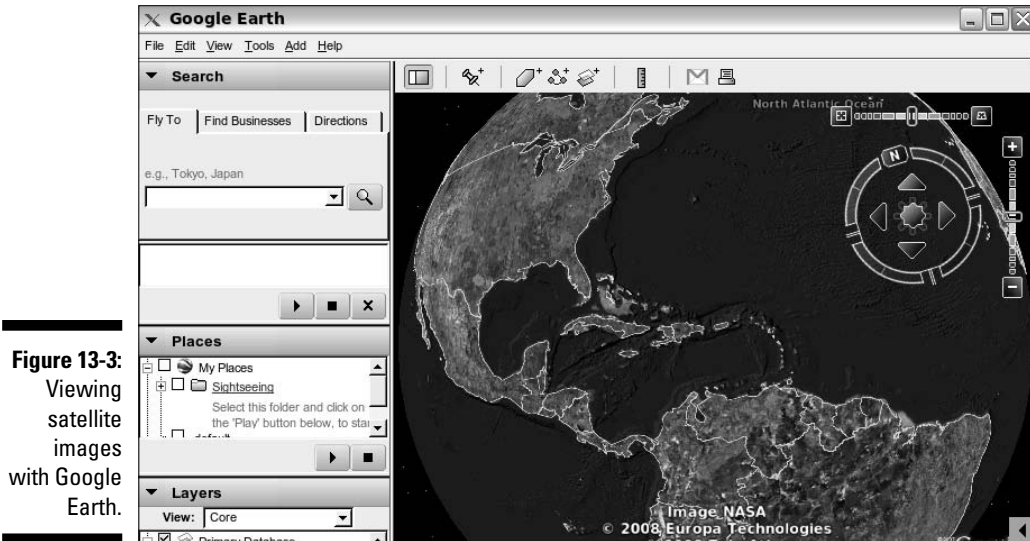 Google Earth
File Edit View Tools Add Help
Search
Fly To Find Businesses Directions
e.g., Tokyo, Japan
Places
My Places
Sightseeing
Select this folder and click on
the 'Play' button below, to star
default
Layers
View: Core
Primary Database
North Atlantic Ocean
N
Image NASA
© 2008 Europa Technologies
Figure 13-3:
Viewing
satellite
images
with Google
Earth.